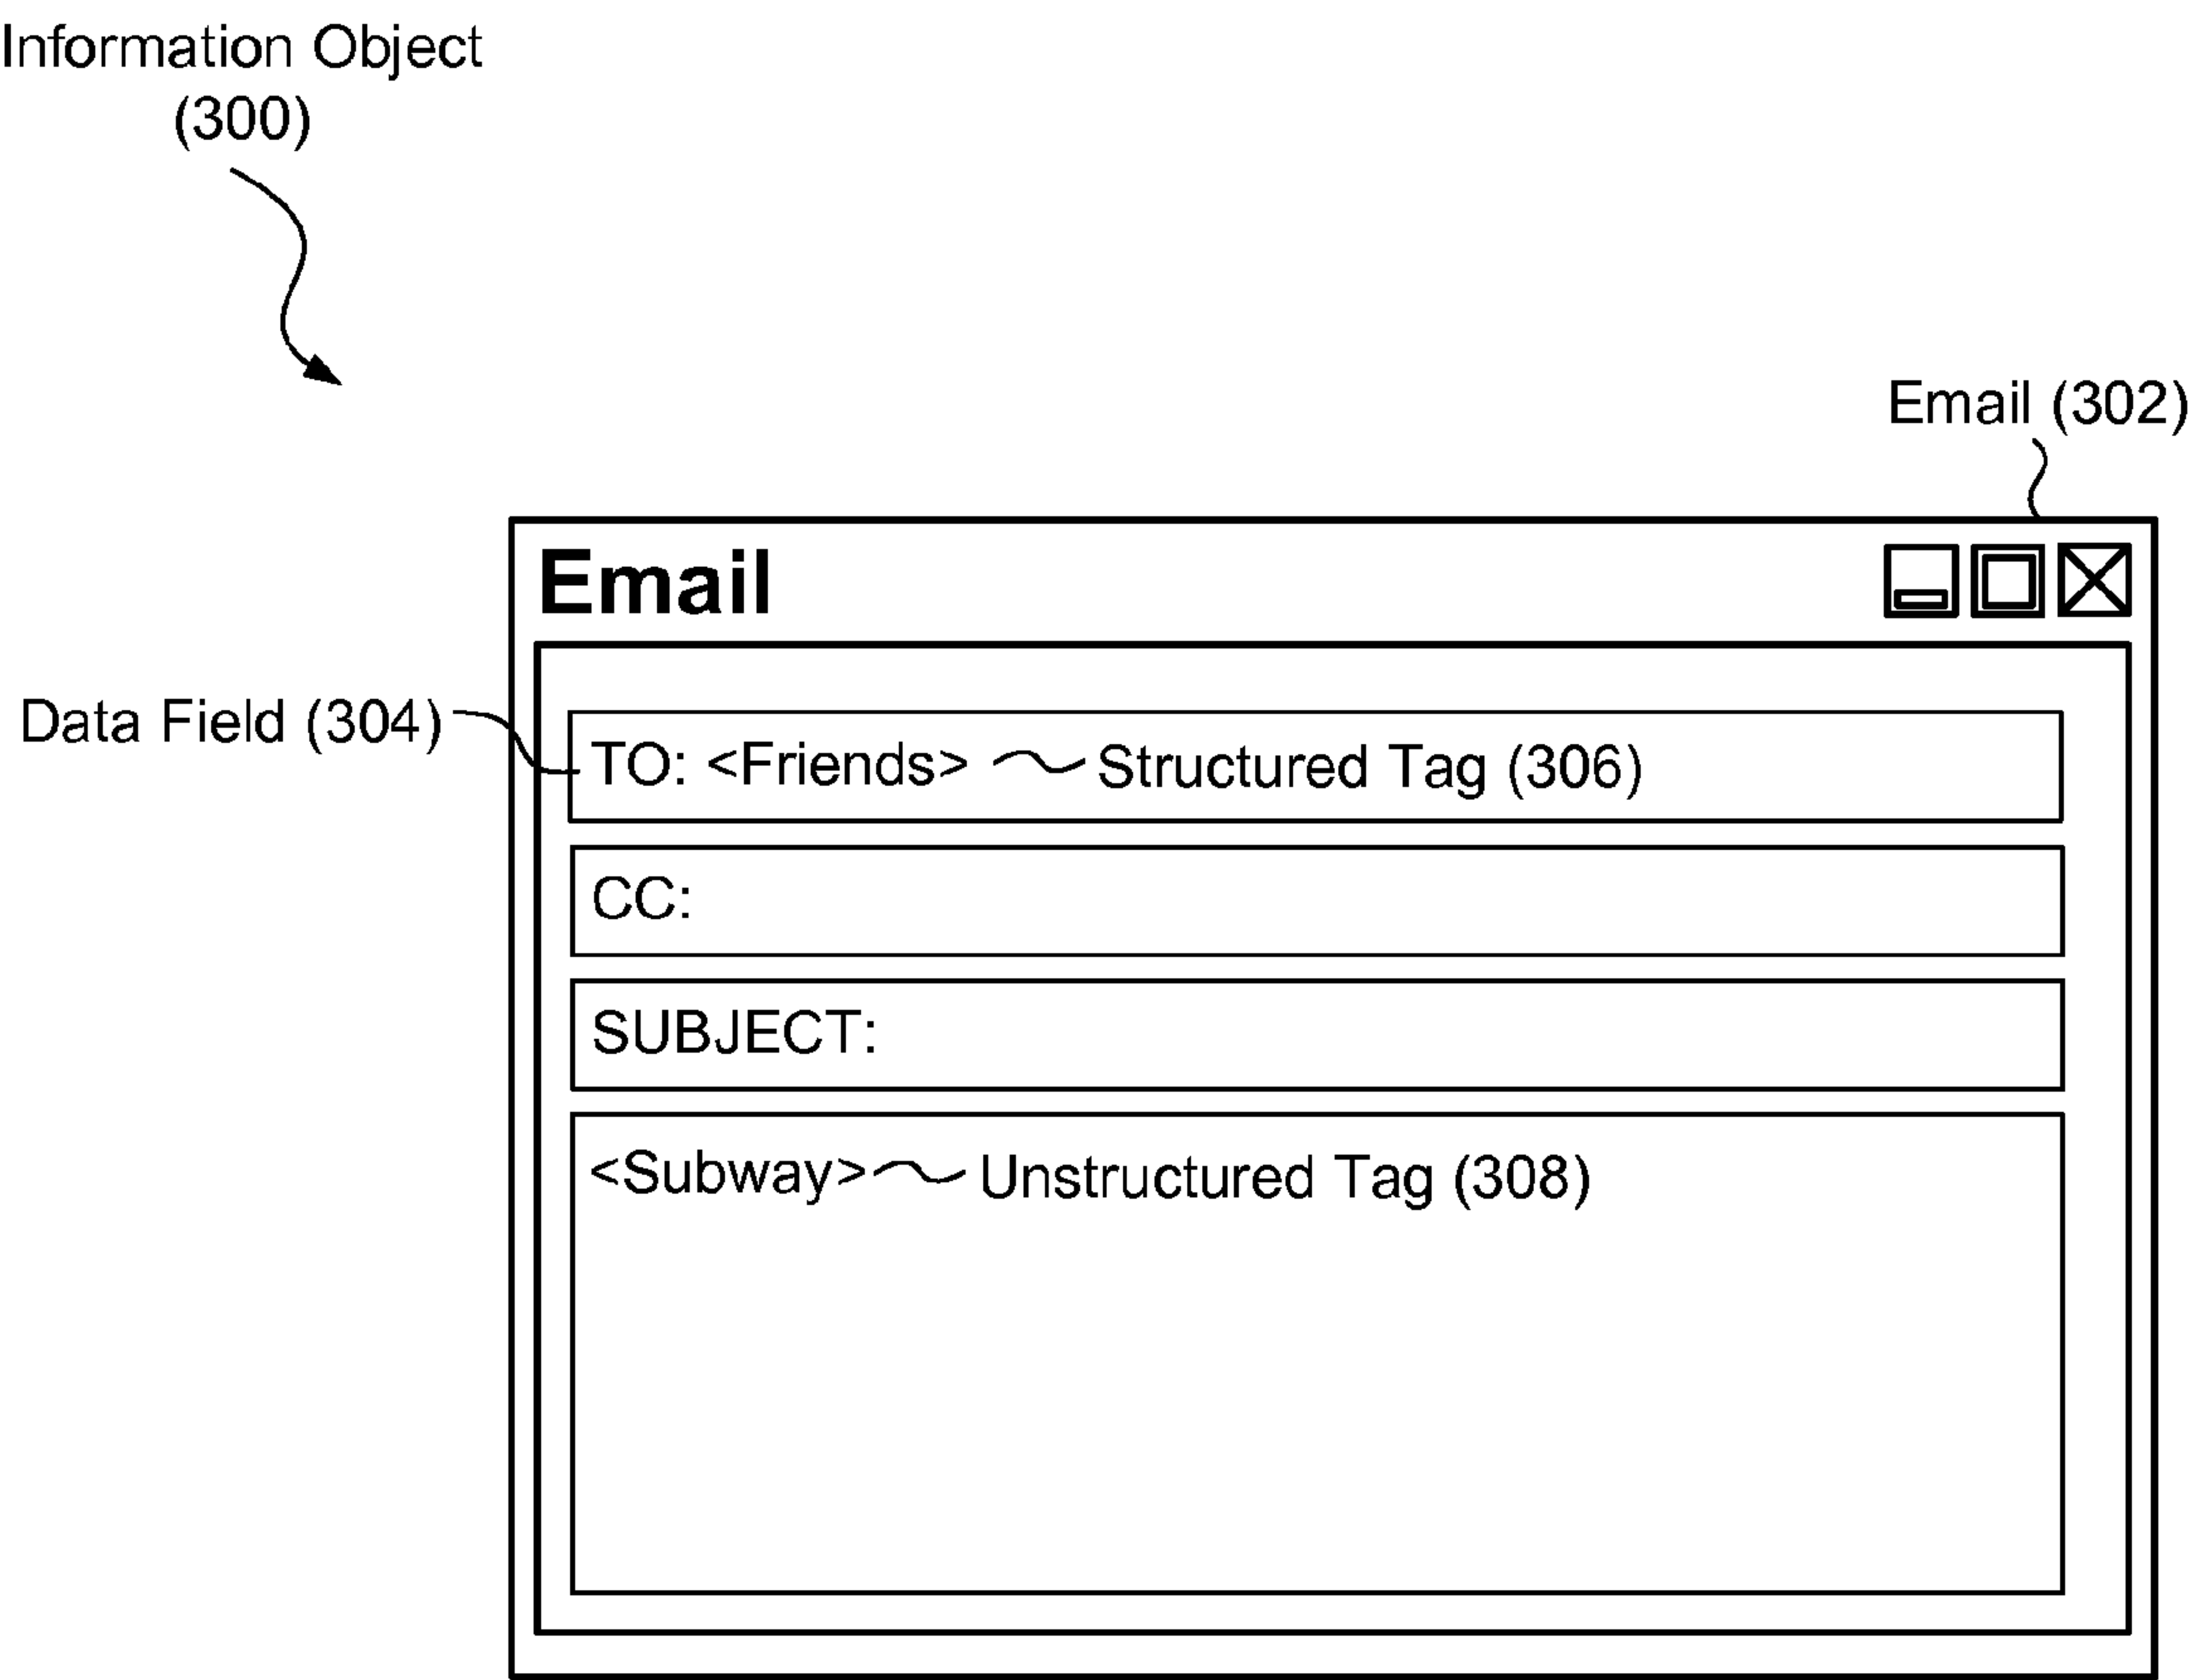 Information Object
(300)
Email (302)
Email
Data Field (304)
TO: <Friends> Structured Tag (306)
CC:
SUBJECT:
<Subway> Unstructured Tag (308)